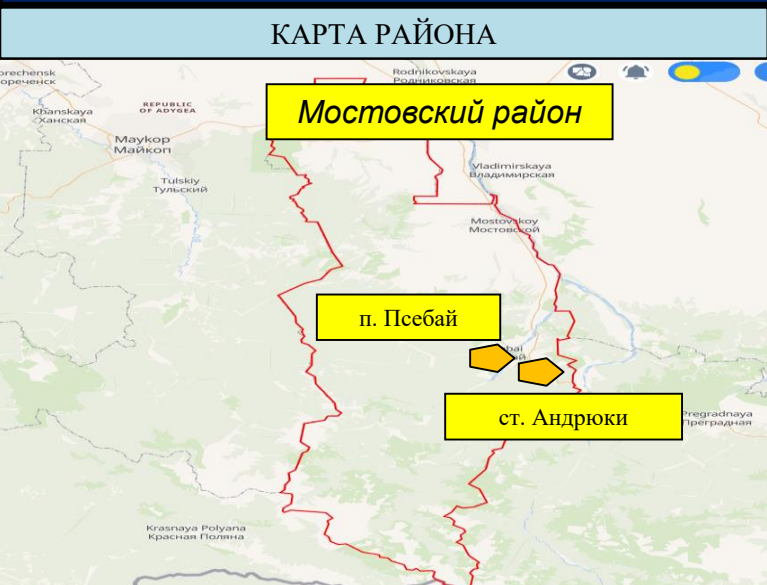 КАРТА РАЙОНА
Rodnikovskaya
Родниковская
orechensk
ореченск
Мостовский район
REPUBLIC
OF ADYGEA
Khanskaya
Ханская
Maykop
Майкоп
Vladimirskaya
Владимирская
Tulskiy
Тульский
Mostovskoy
Мостовской
п. Псебай
bai
ст. Андрюки
Pregradnaya
Преградная
Krasnaya Polyana
Красная Поляна